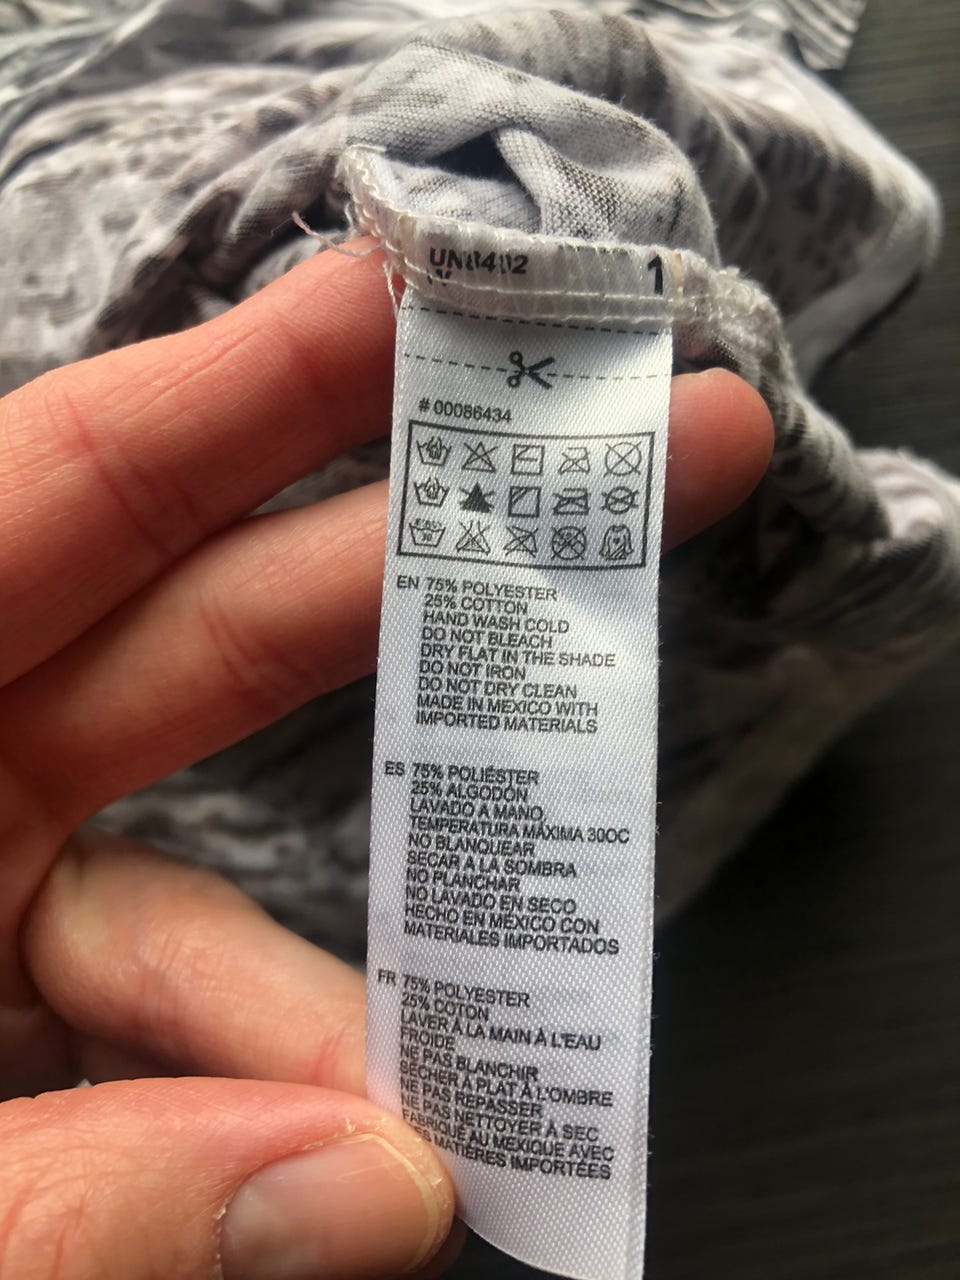 1
# 00086434
EN 75% POLYESTER
25% COTTON
HAND WASH COLD
DO NOT BLEACH
DRY FLAT IN THE SHADE
DO NOT IRON
DO NOT DRY CLEAN
MADE IN MEXICO WITH
IMPORTED MATERIALS
ES 75% POLIÉSTER
25% ALGODÓN
LAVADO A MANO
TEMPERATURA MÁXIMA 30OC
NO BLANQUEAR
SECAR A LA SOMBRA
NO PLANCHAR
NO LAVADO EN SECO
HECHO EN MÉXICO CON
MATERIALES IMPORTADOS
FR 75% POLYESTER
25% COTON
LAVER À LA MAIN À L'EAU
FROIDE
NE PAS BLANCHIR
SÉCHER À PLAT À L'OMBRE
NE PAS REPASSER
NE PAS NETTOYER À SEC
FABRIQUÉ AU MEXIQUE AVEC
MATIÈRES IMPORTÉES